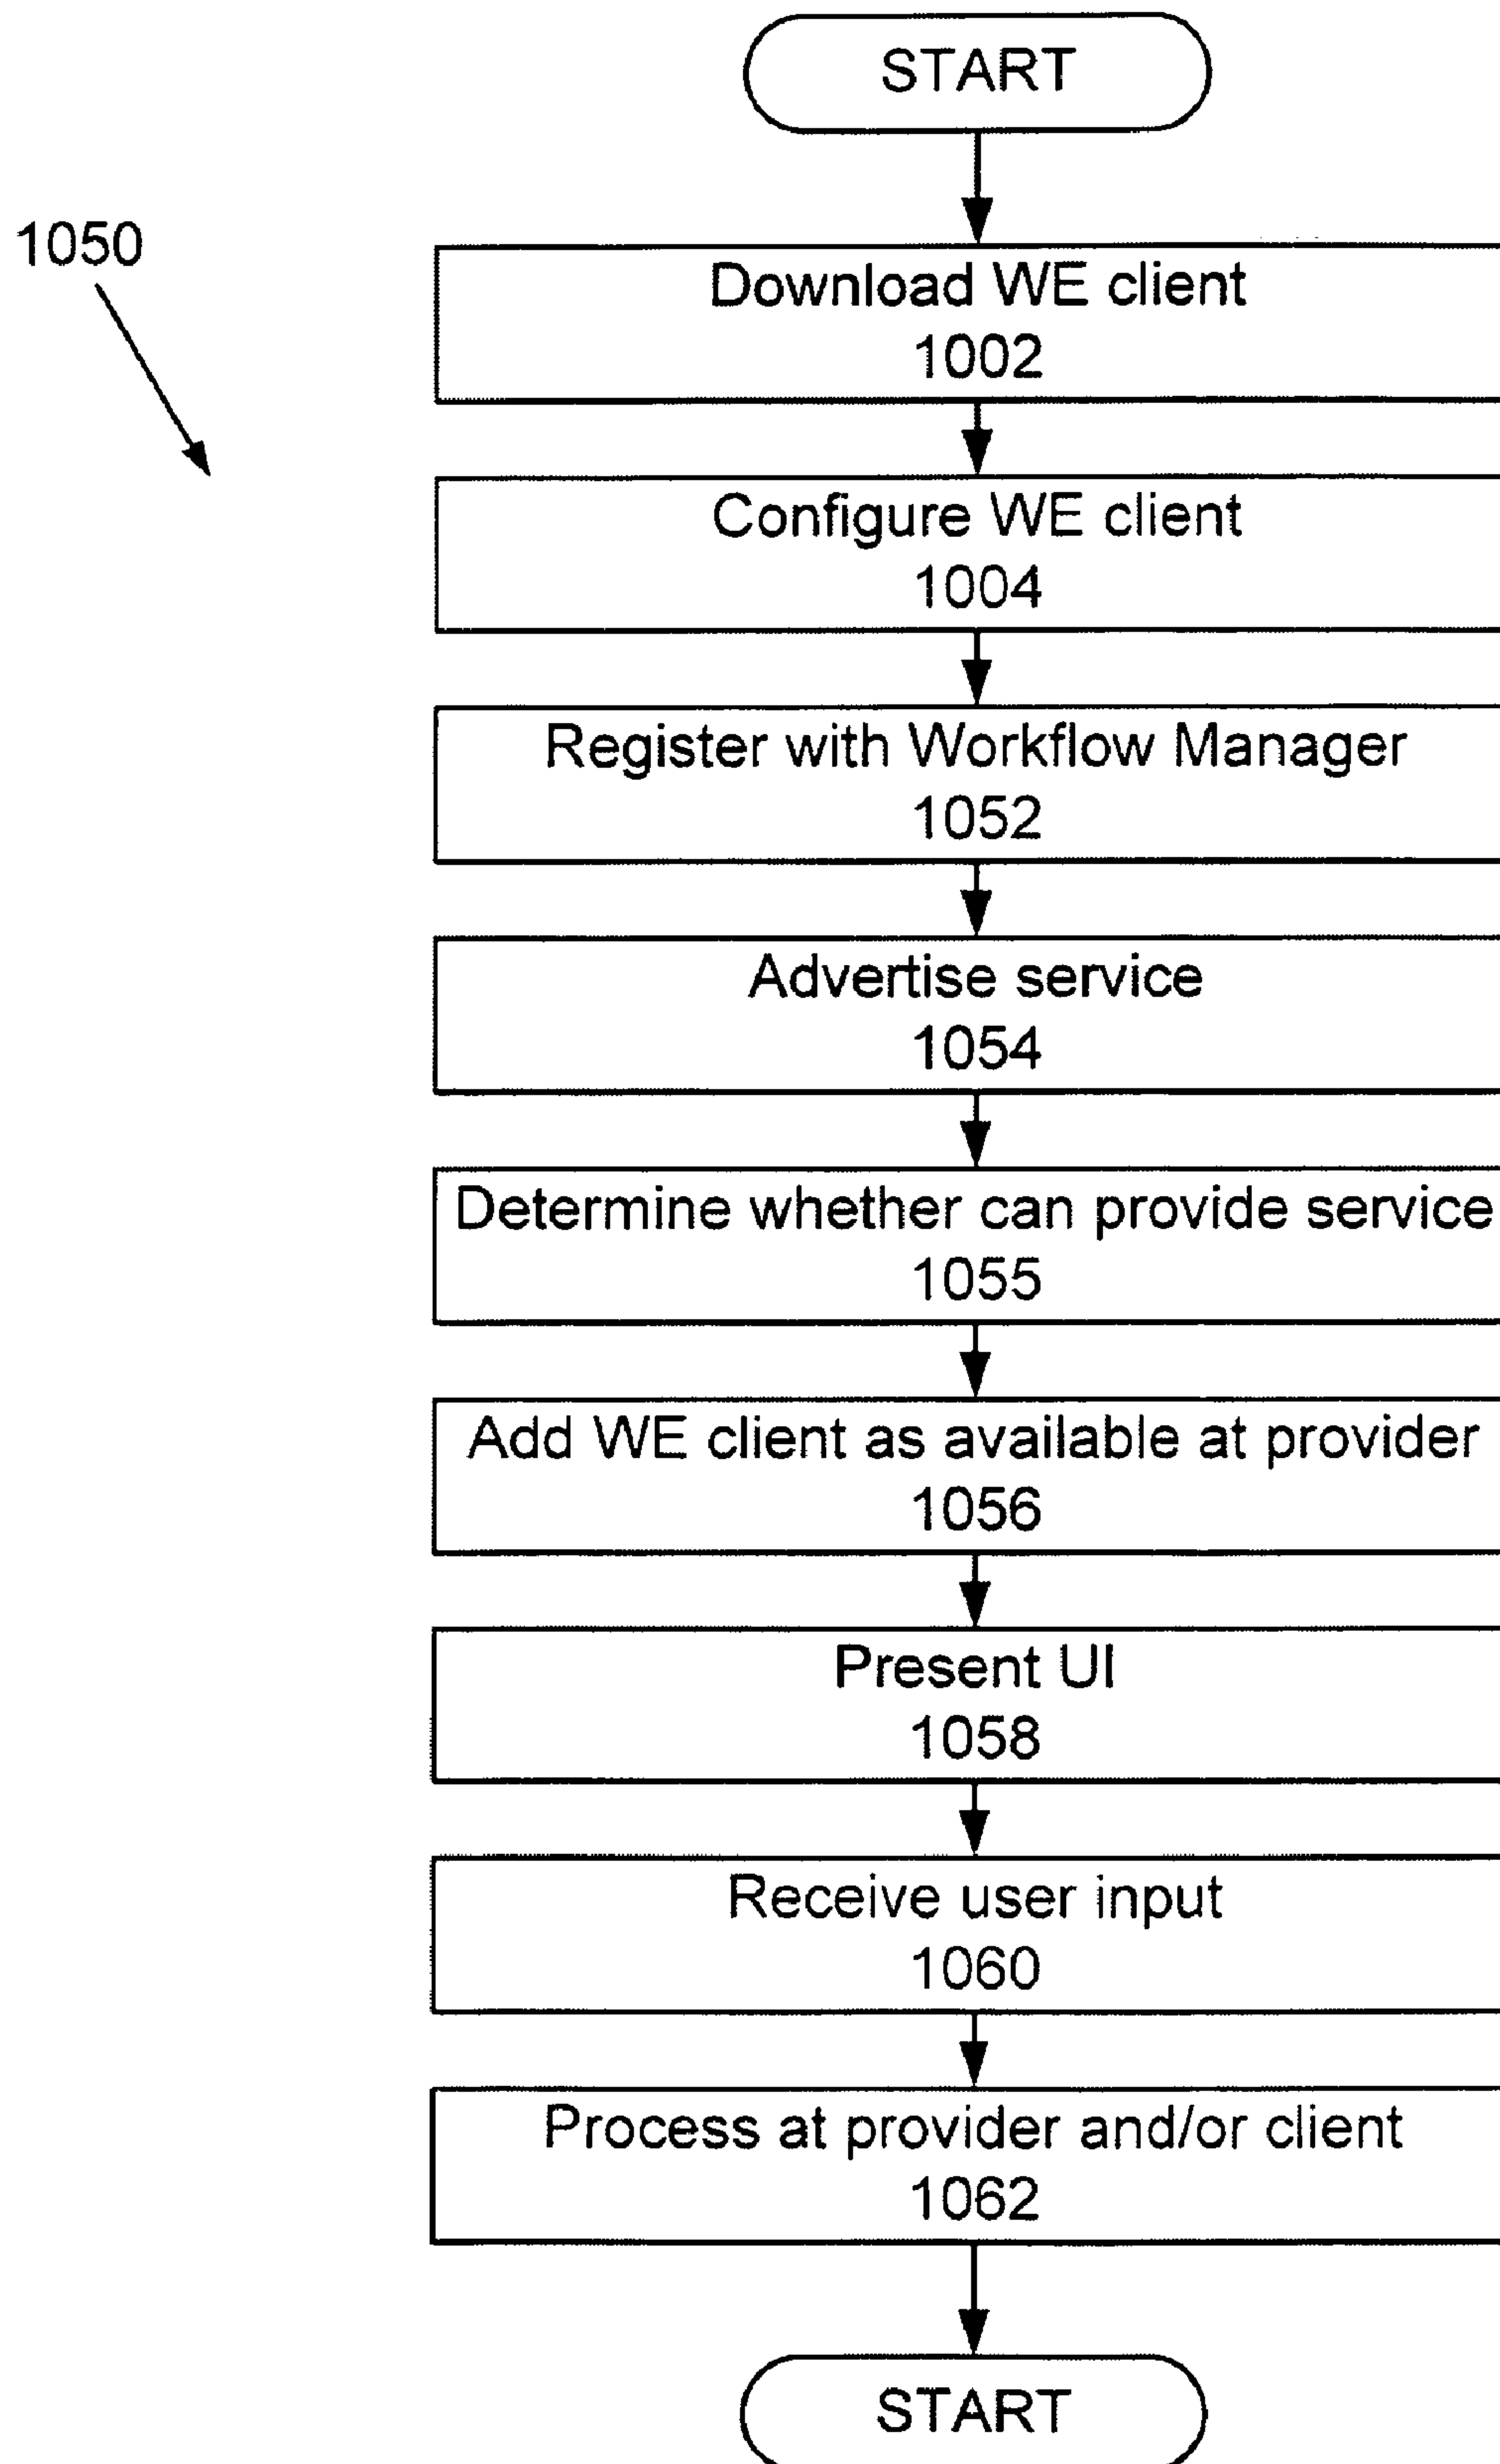 START
1050
Download WE client
1002
Configure WE client
1004
Register with Workflow Manager
1052
Advertise service
1054
Determine whether can provide service
1055
Add WE client as available at provider
1056
Present UI
1058
Receive user input
1060
Process at provider and/or client
1062
START